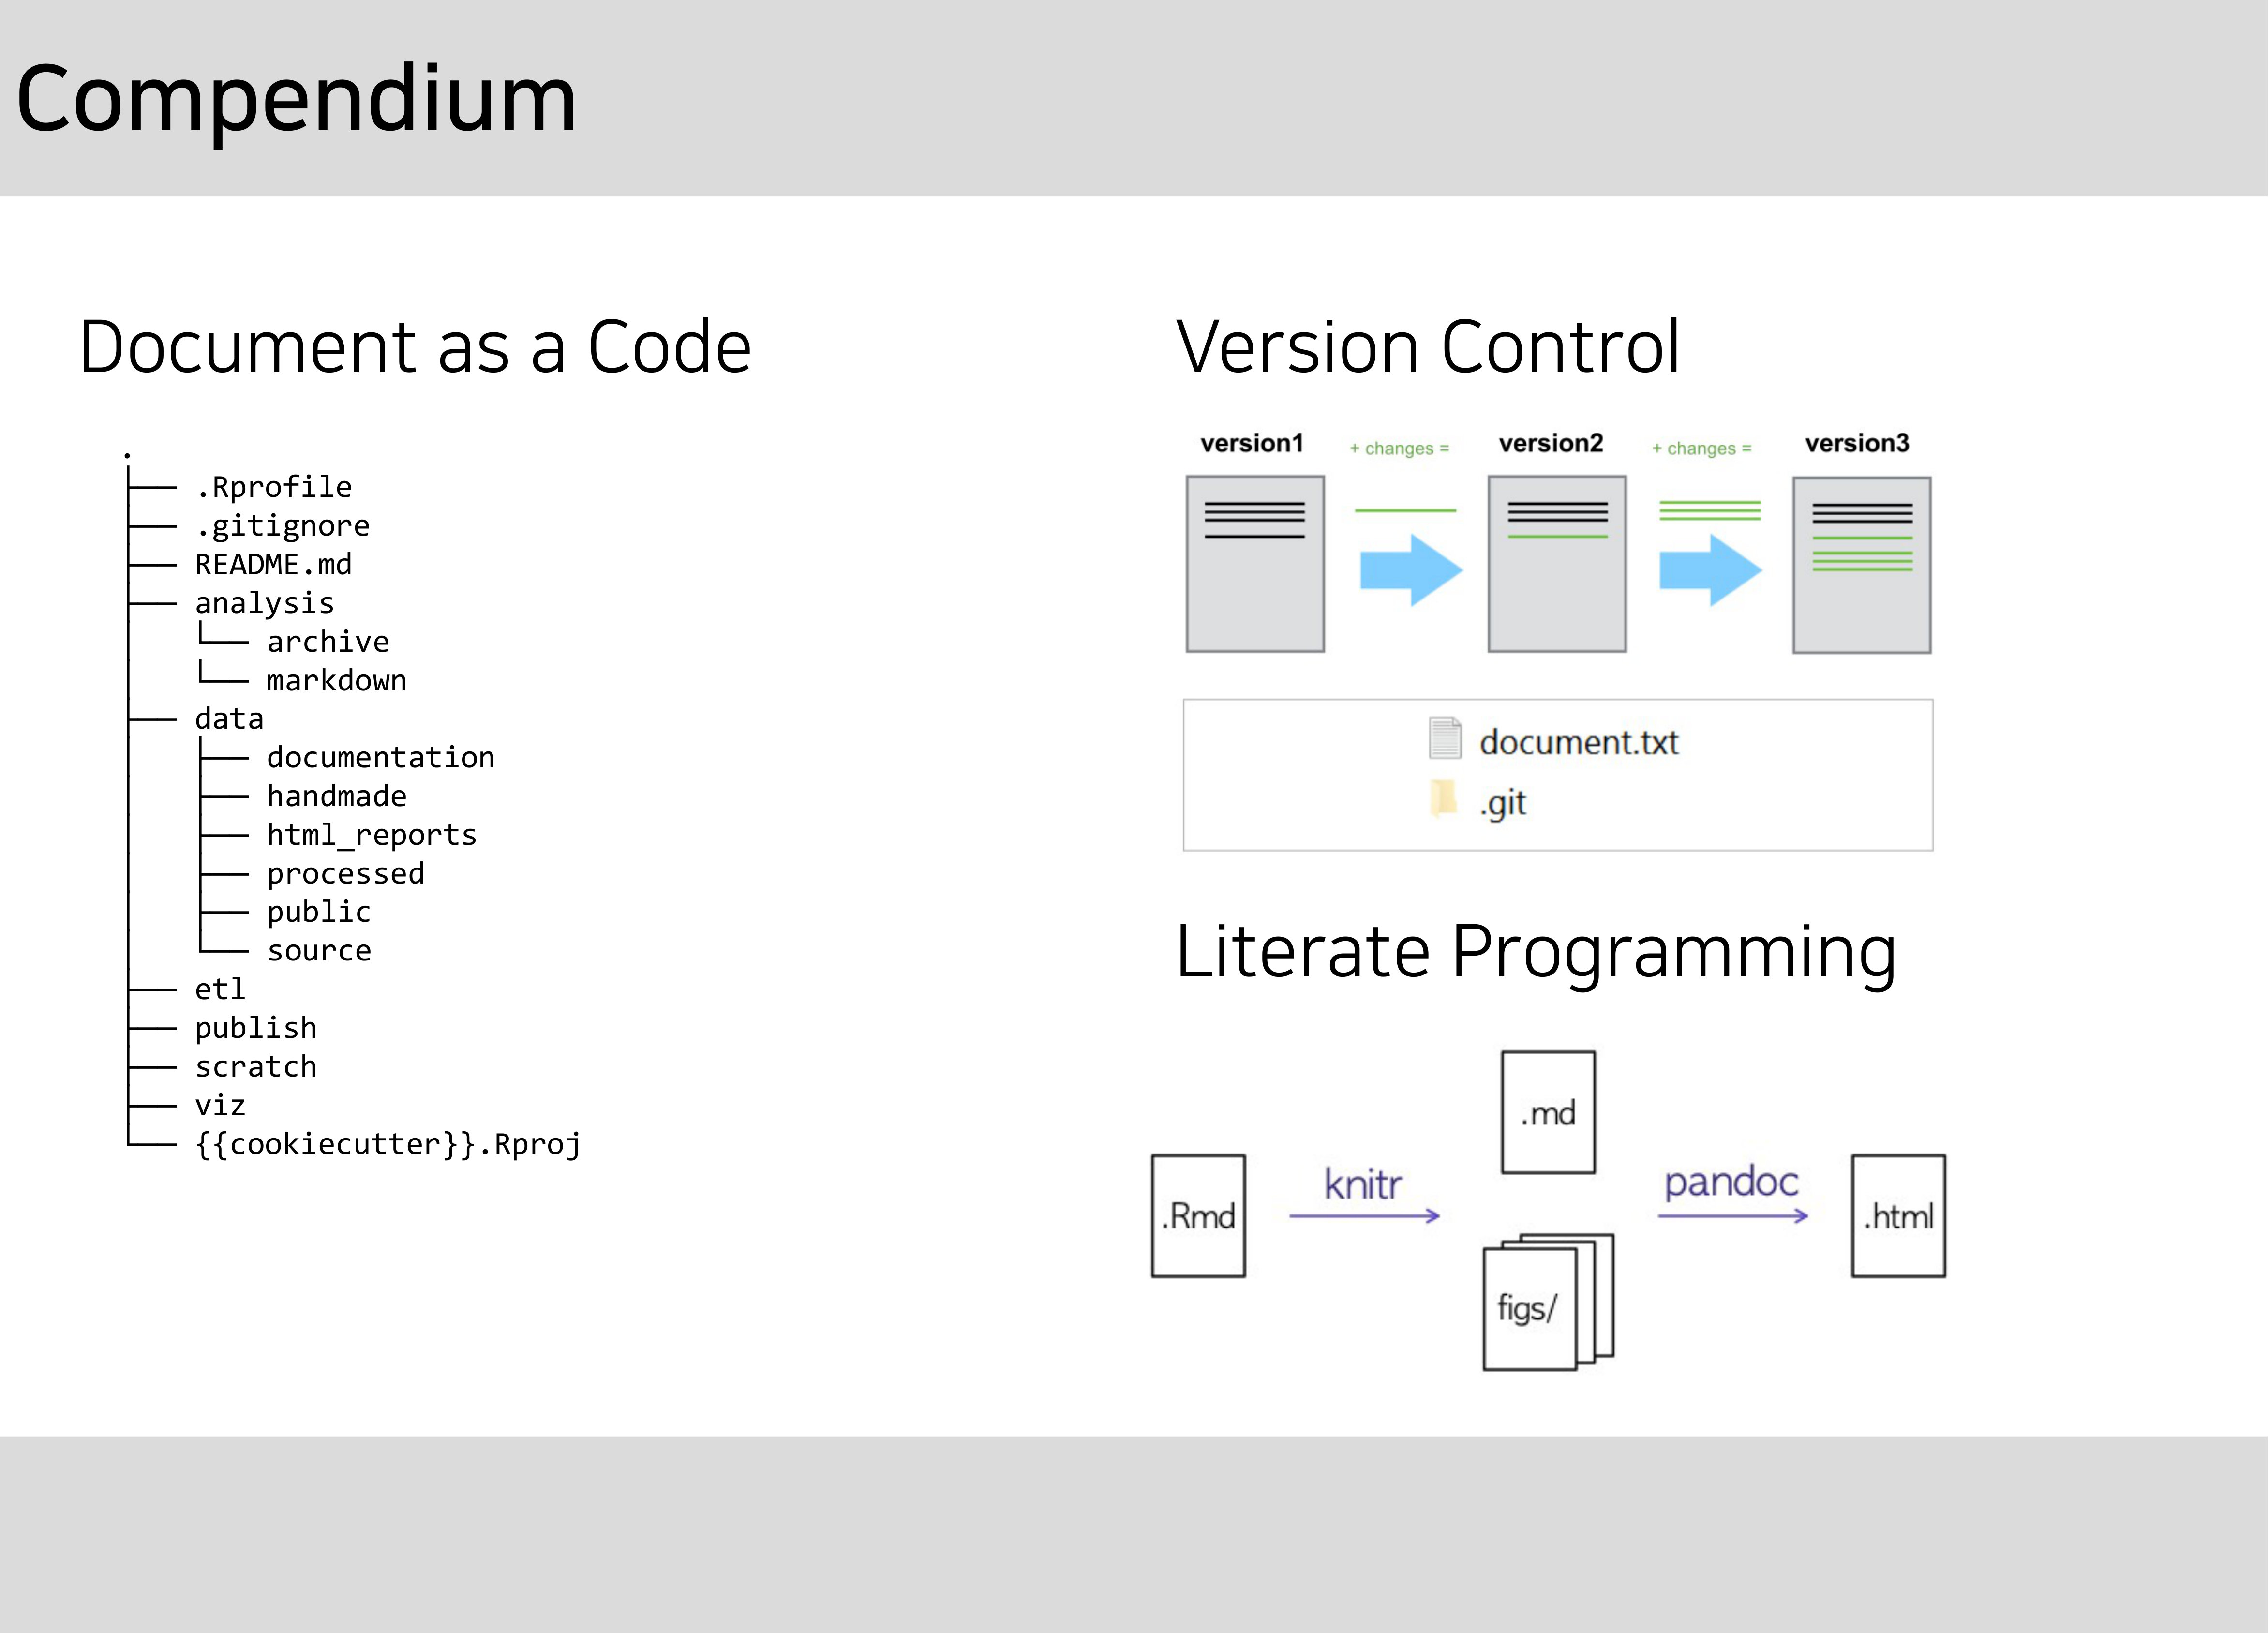 Compendium
Document as a Code
.
├── .Rprofile
├── .gitignore
├── README.md
├── analysis
│   └── archive
│   └── markdown
├── data
│   ├── documentation
│   ├── handmade
│   ├── html_reports
│   ├── processed
│   ├── public
│   └── source
├── etl
├── publish
├── scratch
├── viz
└── {{cookiecutter}}.Rproj
Version Control
version1 + changes = version2 + changes = version3
document.txt
.git
Literate Programming
.Rmd
knitr
.md
figs/
pandoc
.html